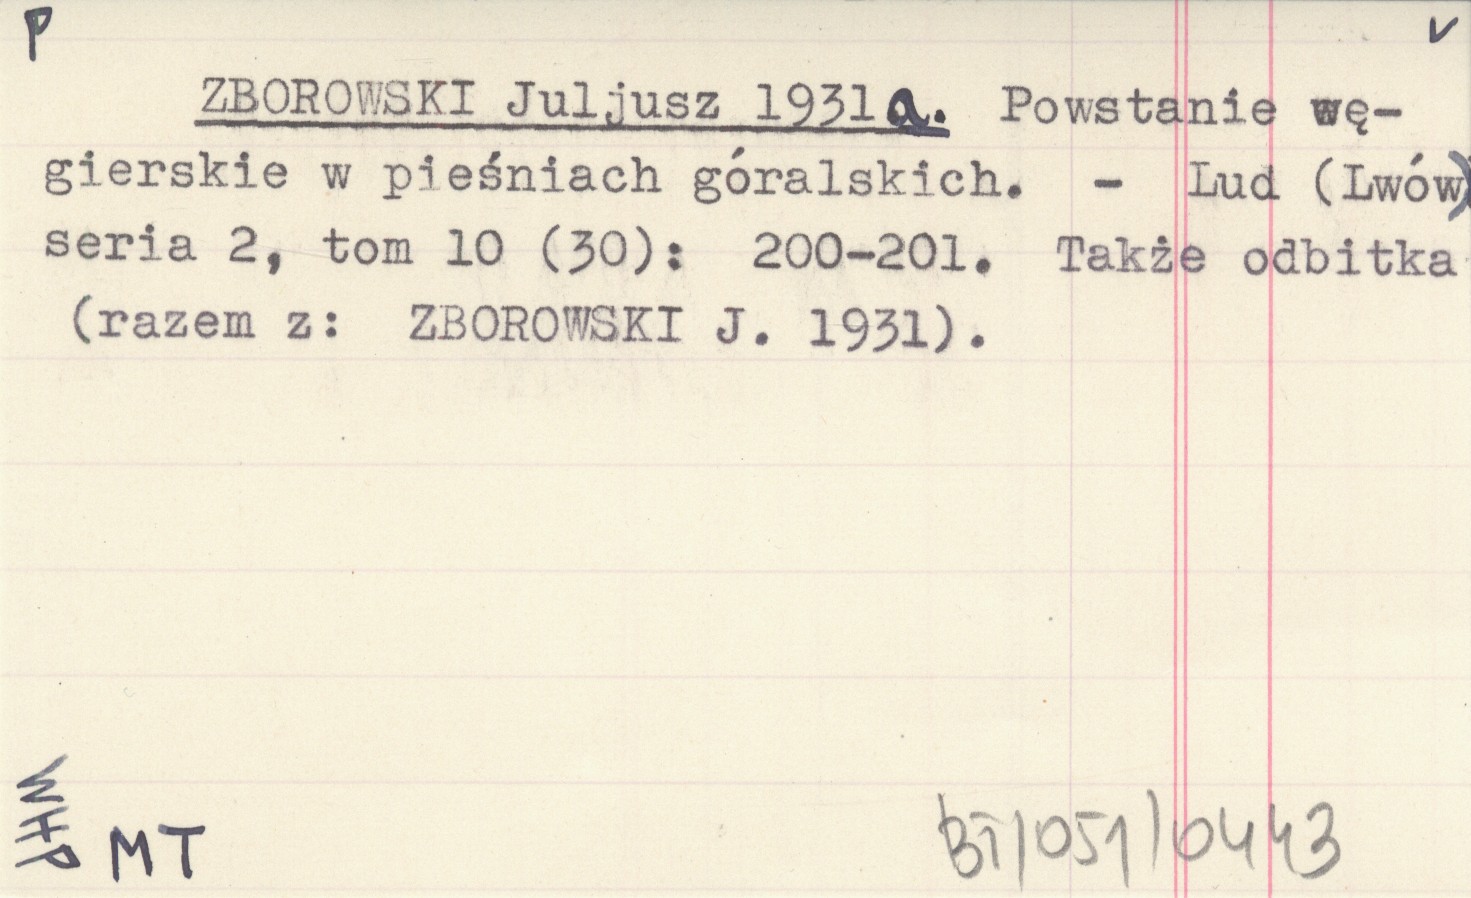 P
v
ZBOROWSKI Juljusz 1931a. Powstanie wę-
gierskie w pieśniach góralskich. - Lud (Lwów)
seria 2, tom 10 (30): 200-201. Także odbitka
(razem z: ZBOROWSKI J. 1931).
WHP
MT
BT/051/0443